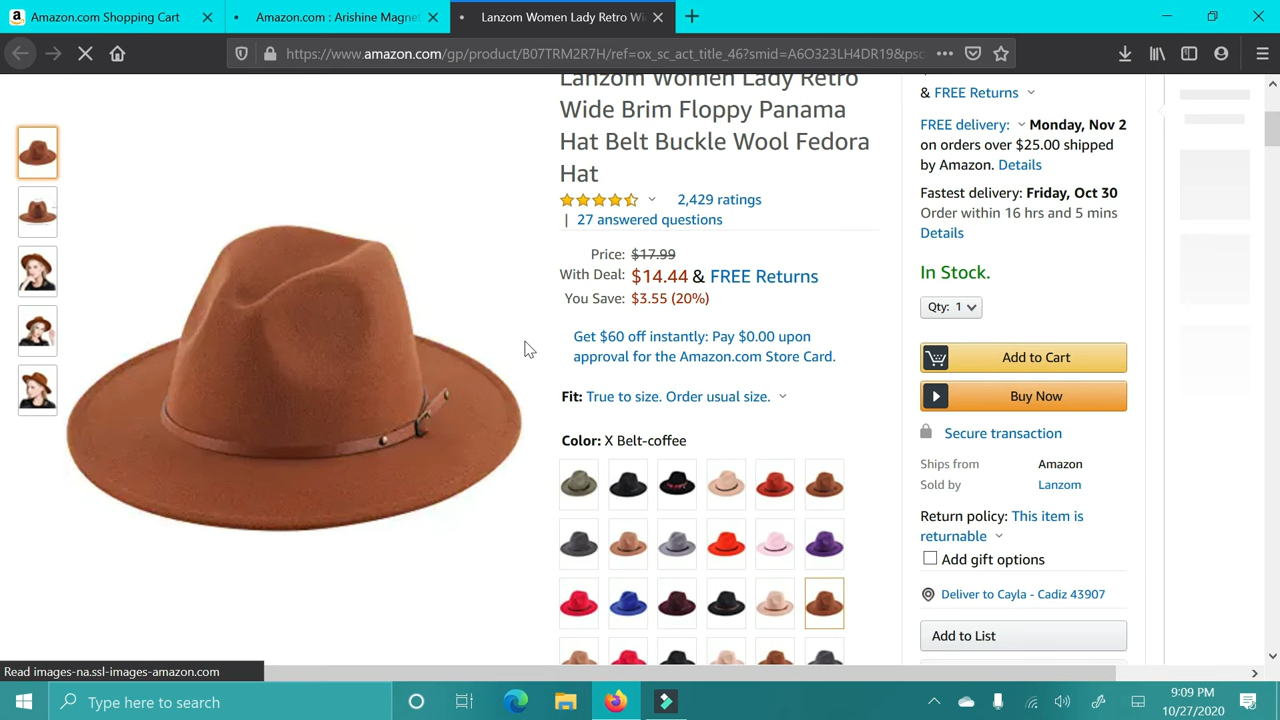 Amazon.com Shopping Cart
Amazon.com : Arishine Magnet
Lanzom Women Lady Retro Wi
https://www.amazon.com/gp/product/B07TRM2R7H/ref=ox_sc_act_title_46?smid=A6O323LH4DR19&psc
Lanzom Women Lady Retro
Wide Brim Floppy Panama
Hat Belt Buckle Wool Fedora
Hat
2,429 ratings
| 27 answered questions
Price: $17.99
With Deal: $14.44 & FREE Returns
You Save: $3.55 (20%)
Get $60 off instantly: Pay $0.00 upon
approval for the Amazon.com Store Card.
Fit: True to size. Order usual size.
Color: X Belt-coffee
& FREE Returns
FREE delivery: Monday, Nov 2
on orders over $25.00 shipped
by Amazon. Details
Fastest delivery: Friday, Oct 30
Order within 16 hrs and 5 mins
Details
In Stock.
Qty: 1
Add to Cart
Buy Now
Secure transaction
Ships from Amazon
Sold by Lanzom
Return policy: This item is
returnable
Add gift options
Deliver to Cayla - Cadiz 43907
Add to List
Read images-na.ssl-images-amazon.com
Type here to search
9:09 PM
10/27/2020